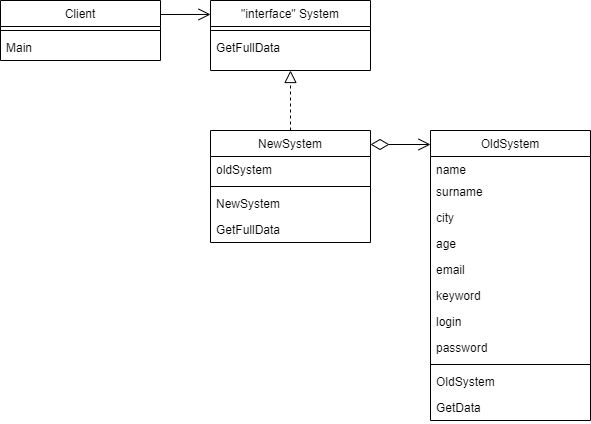 Client
Main
"interface" System
GetFullData
NewSystem
oldSystem
NewSystem
GetFullData
OldSystem
name
surname
city
age
email
keyword
login
password
OldSystem
GetData